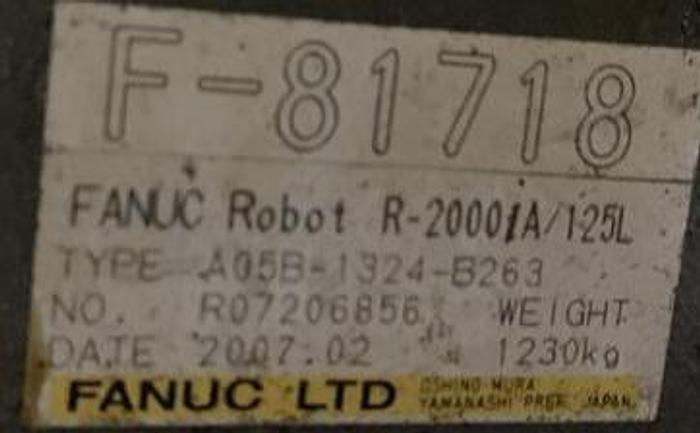 F-81718
FANUC Robot R-2000iA/125L
TYPE A05B-1324-B263
NO. R07206856 WEIGHT
DATE 2007.02 1230kg
FANUC LTD OSHINO-MURA
YAMANASHI PREF. JAPAN